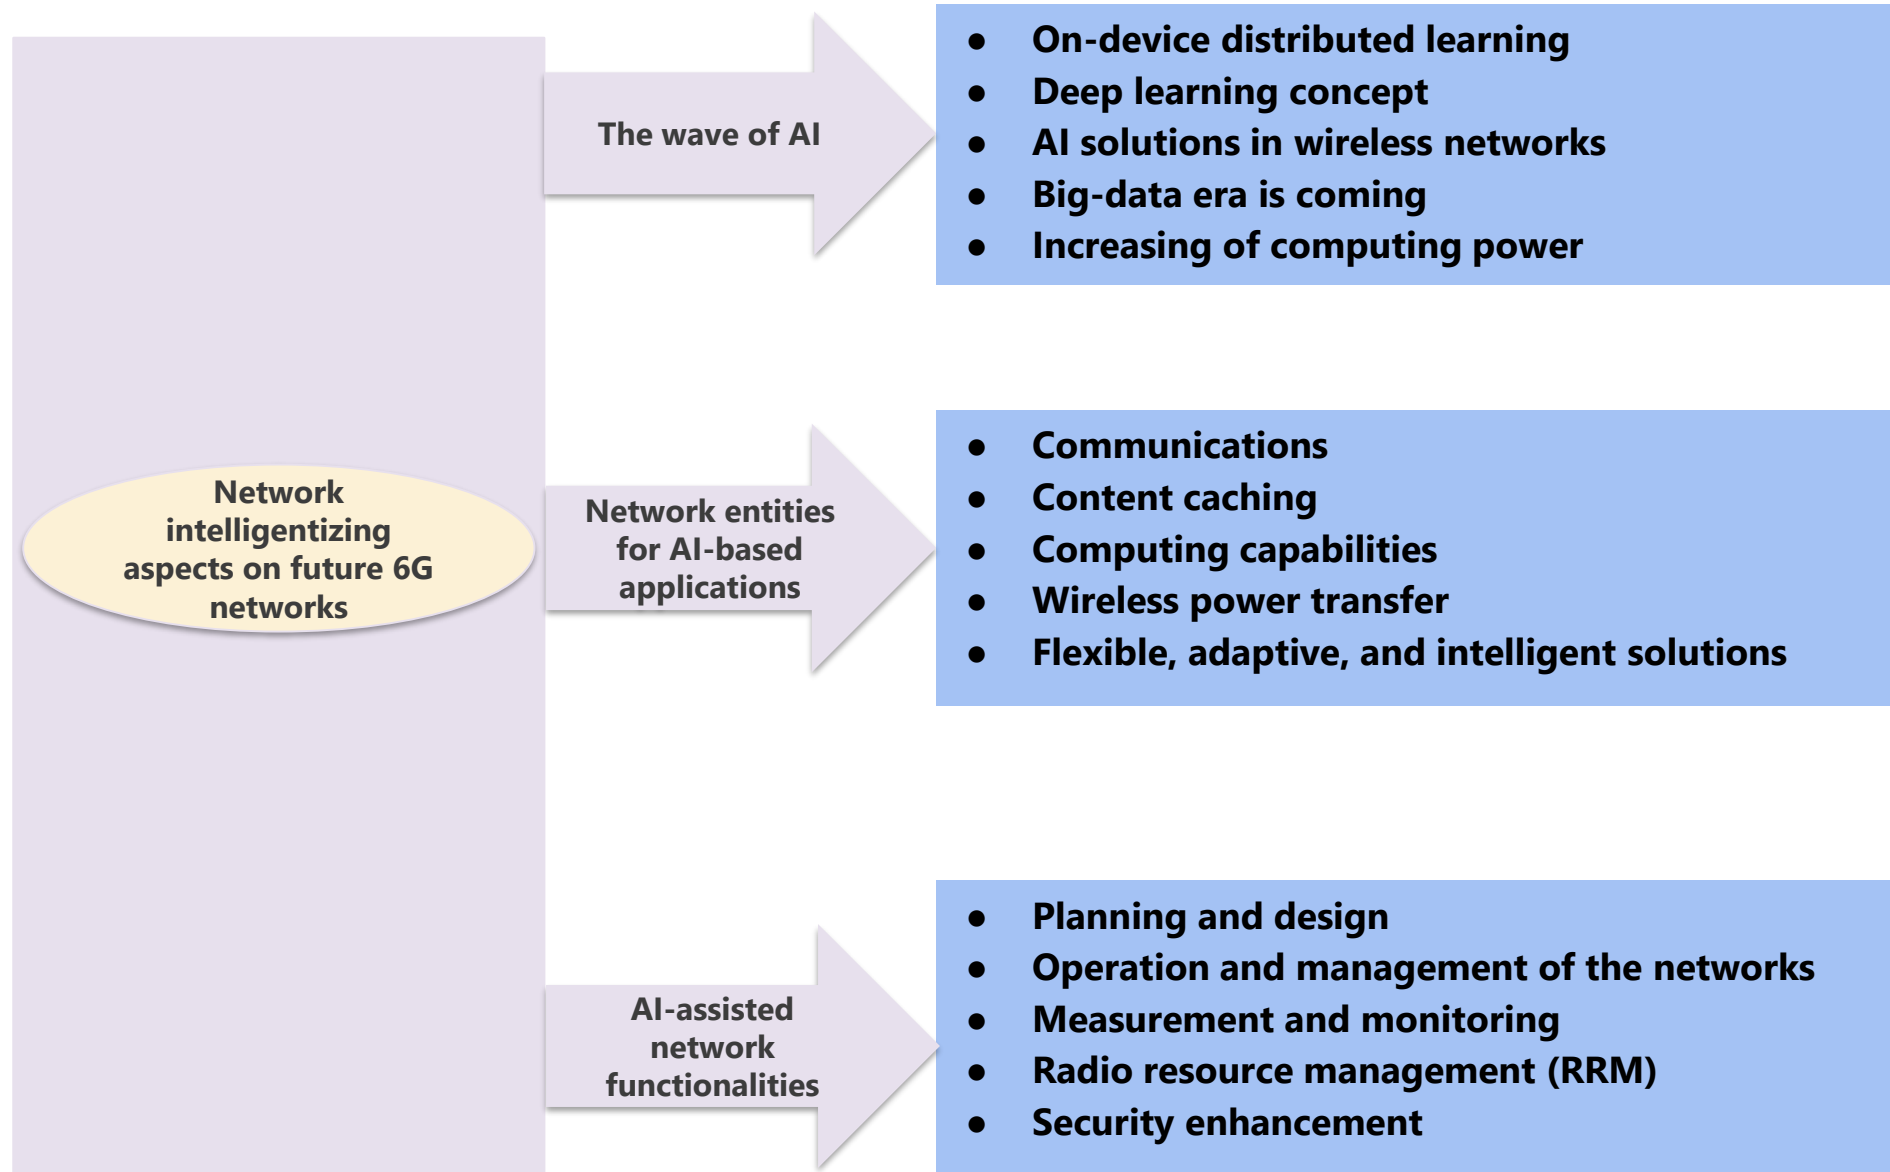 Network
intelligentizing
aspects on future 6G
networks
The wave of AI
● On-device distributed learning
● Deep learning concept
● AI solutions in wireless networks
● Big-data era is coming
● Increasing of computing power
Network entities
for AI-based
applications
● Communications
● Content caching
● Computing capabilities
● Wireless power transfer
● Flexible, adaptive, and intelligent solutions
AI-assisted
network
functionalities
● Planning and design
● Operation and management of the networks
● Measurement and monitoring
● Radio resource management (RRM)
● Security enhancement